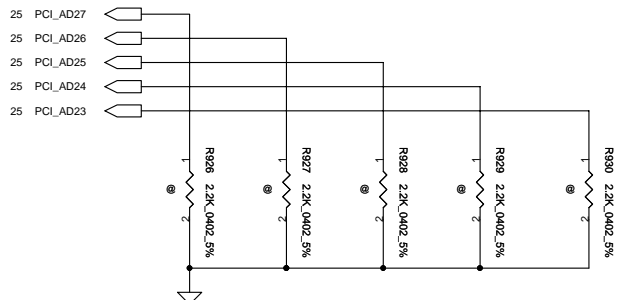 25 PCI_AD27
25 PCI_AD26
25 PCI_AD25
25 PCI_AD24
25 PCI_AD23
1
R926
2.2K_0402_5%
@
2
1
R927
2.2K_0402_5%
@
2
1
R928
2.2K_0402_5%
@
2
1
R929
2.2K_0402_5%
@
2
1
R930
2.2K_0402_5%
@
2